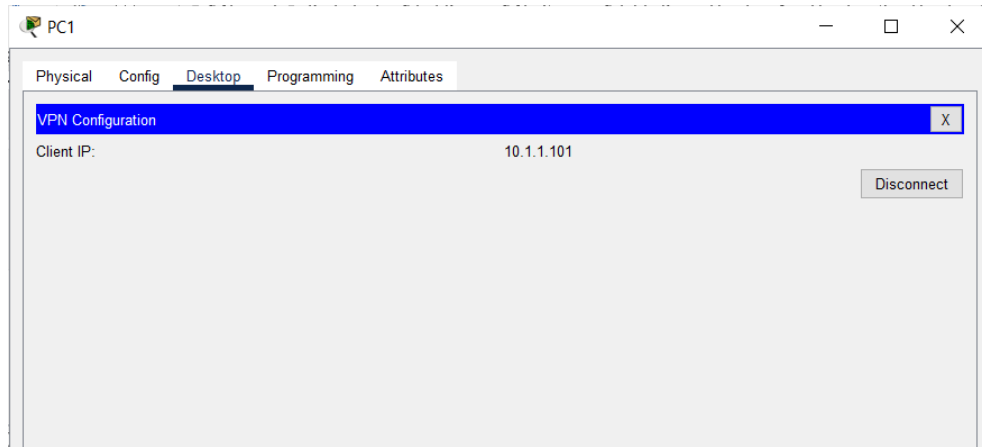 PC1
Physical Config Desktop Programming Attributes
VPN Configuration X
Client IP: 10.1.1.101
Disconnect